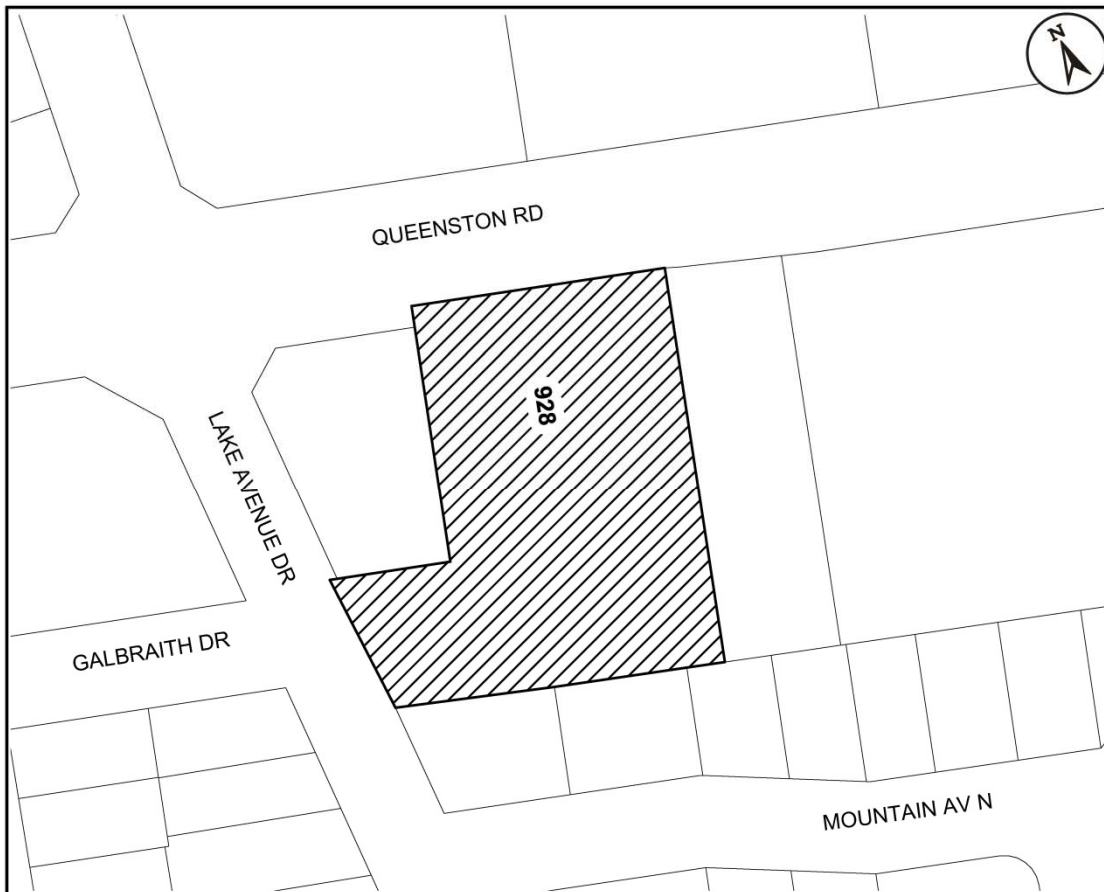 N
QUEENSTON RD
928
LAKE AVENUE DR
GALBRAITH DR
MOUNTAIN AV N